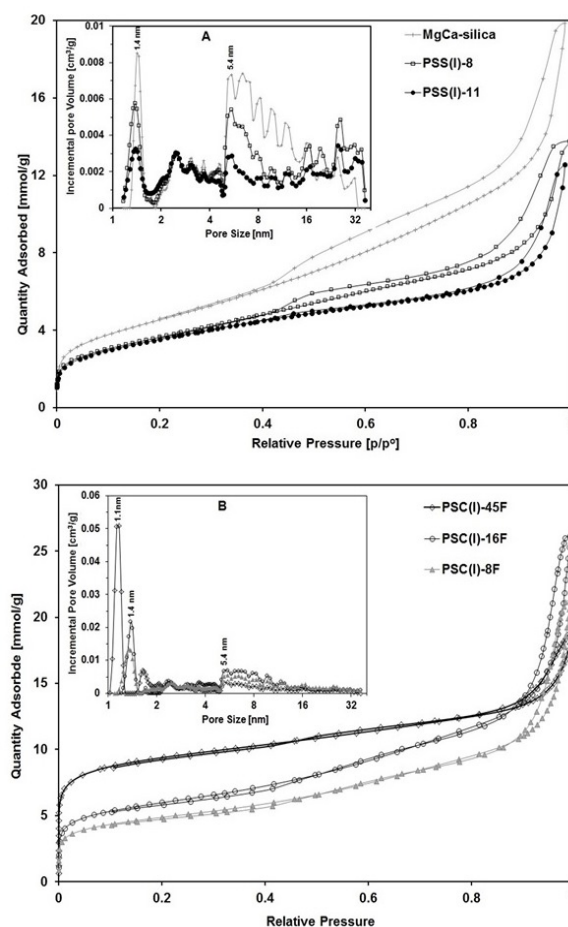 20
16
12
8
4
0
Quantity Adsorbed [mmol/g]
0
0.2
0.4
0.6
0.8
Relative Pressure [p/pº]
MgCa-silica
PSS(I)-8
PSS(I)-11
A
0.01
0.008
0.006
0.004
0.002
0
Incremental pore Volume [cm³/g]
1.4 nm
5.4 nm
1
2
4
8
16
32
Pore Size [nm]
30
25
20
15
10
5
0
Quantity Adsorbde [mmol/g]
0
0.2
0.4
0.6
0.8
Relative Pressure
PSC(I)-45F
PSC(I)-16F
PSC(I)-8F
B
0.06
0.05
0.04
0.03
0.02
0.01
0
Incremental Pore Volume [cm³/g]
1.1nm
1.4 nm
5.4 nm
1
2
4
8
16
32
Pore Size [nm]